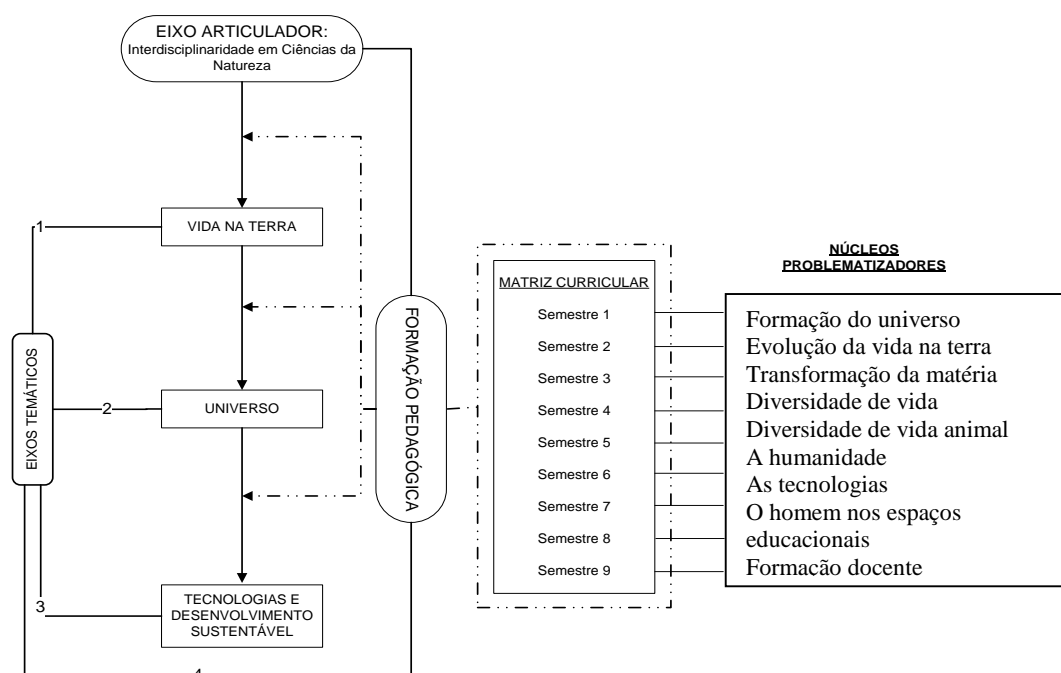 EIXO ARTICULADOR:
Interdisciplinaridade em Ciências da
Natureza
1
VIDA NA TERRA
EIXOS TEMÁTICOS
2
UNIVERSO
3
TECNOLOGIAS E
DESENVOLVIMENTO
SUSTENTÁVEL
FORMAÇÃO PEDAGÓGICA
MATRIZ CURRICULAR
Semestre 1
Semestre 2
Semestre 3
Semestre 4
Semestre 5
Semestre 6
Semestre 7
Semestre 8
Semestre 9
NÚCLEOS
PROBLEMATIZADORES
Formação do universo
Evolução da vida na terra
Transformação da matéria
Diversidade de vida
Diversidade de vida animal
A humanidade
As tecnologias
O homem nos espaços
educacionais
Formação docente